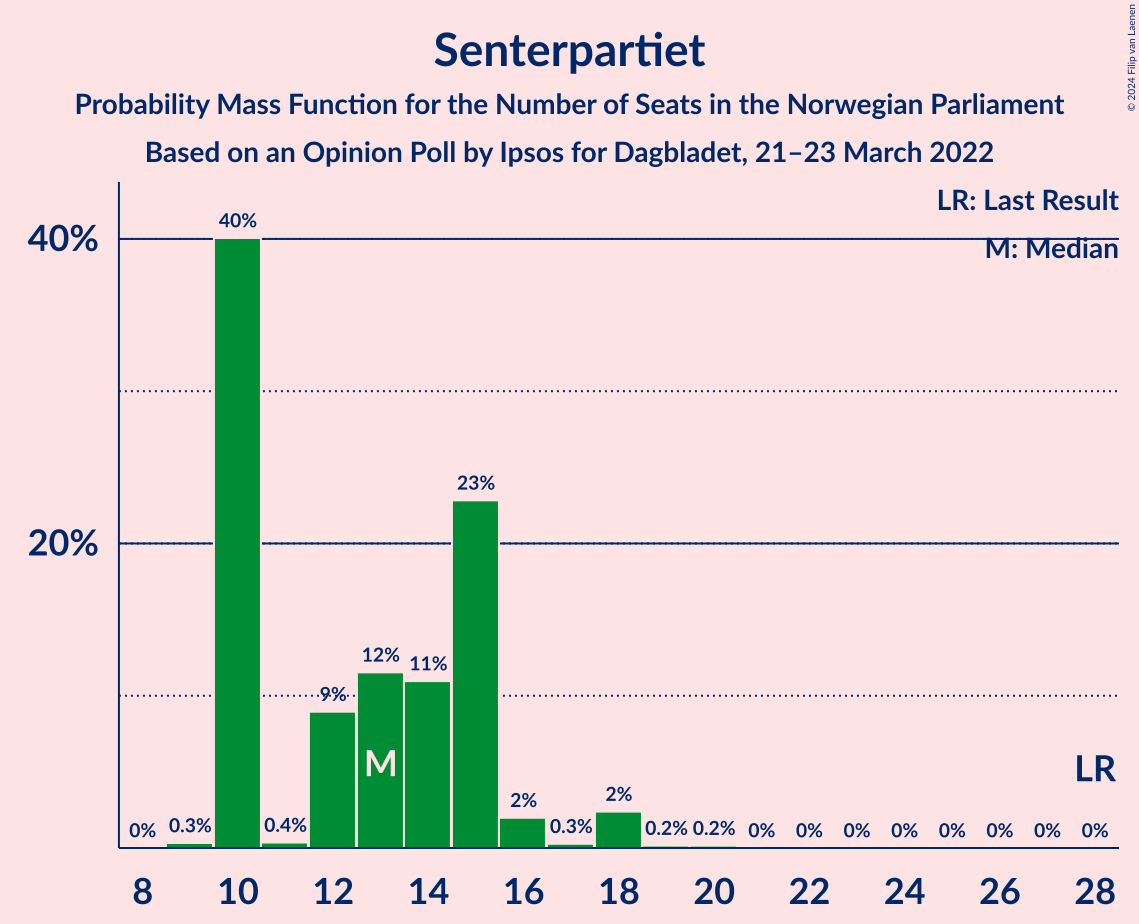 Senterpartiet
Probability Mass Function for the Number of Seats in the Norwegian Parliament
Based on an Opinion Poll by Ipsos for Dagbladet, 21–23 March 2022
© 2024 Filip van Laenen
LR: Last Result
M: Median
40%
20%
0%
0.3%
40%
0.4%
9%
12%
11%
23%
2%
0.3%
2%
0.2%
0.2%
0%
0%
0%
0%
0%
0%
0%
0%
M
LR
8 10 12 14 16 18 20 22 24 26 28